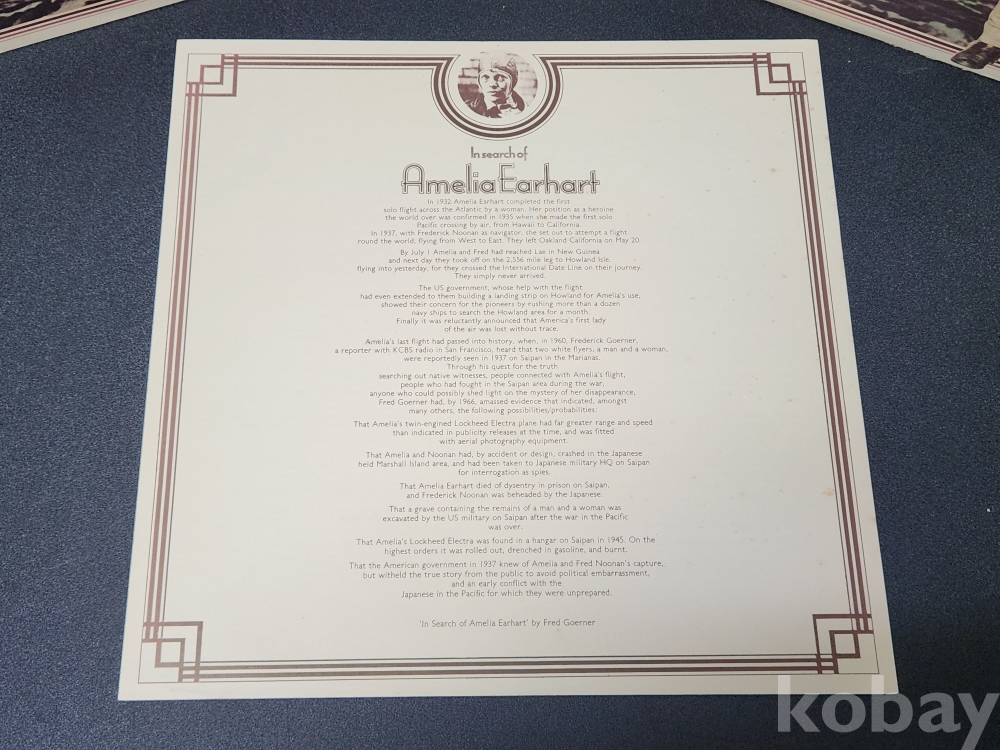 In search of
Amelia Earhart
In 1932 Amelia Earhart completed the first
solo flight across the Atlantic by a woman. Her position as a heroine
the world over was confirmed in 1935 when she made the first solo
Pacific crossing by air, from Hawaii to California.
In 1937, with Frederick Noonan as navigator, she set out to attempt a flight
round the world, flying from West to East. They left Oakland California on May 20.
By July 1 Amelia and Fred had reached Lae in New Guinea
and next day they took off on the 2,556 mile leg to Howland Isle,
flying into yesterday, for they crossed the International Date Line on their journey.
They simply never arrived.
The US government, whose help with the flight
had even extended to them building a landing strip on Howland for Amelia's use,
showed their concern for the pioneers by rushing more than a dozen
navy ships to search the Howland area for a month.
Finally it was reluctantly announced that America's first lady
of the air was lost without trace.
Amelia's last flight had passed into history, when, in 1960, Frederick Goerner,
a reporter with KCBS radio in San Francisco, heard that two white flyers, a man and a woman,
were reportedly seen in 1937 on Saipan in the Marianas.
Through his quest for the truth
searching out native witnesses, people connected with Amelia's flight,
people who had fought in the Saipan area during the war,
anyone who could possibly shed light on the mystery of her disappearance,
Fred Goerner had, by 1966, amassed evidence that indicated, amongst
many others, the following possibilities/probabilities:
That Amelia's twin-engined Lockheed Electra plane had far greater range and speed
than indicated in publicity releases at the time, and was fitted
with aerial photography equipment.
That Amelia and Noonan had, by accident or design, crashed in the Japanese
held Marshall Island area, and had been taken to Japanese military HQ on Saipan
for interrogation as spies.
That Amelia Earhart died of dysentry in prison on Saipan,
and Frederick Noonan was beheaded by the Japanese.
That a grave containing the remains of a man and a woman was
excavated by the US military on Saipan after the war in the Pacific
was over.
That Amelia's Lockheed Electra was found in a hangar on Saipan in 1945. On the
highest orders it was rolled out, drenched in gasoline, and burnt.
That the American government in 1937 knew of Amelia and Fred Noonan's capture,
but witheld the true story from the public to avoid political embarrassment,
and an early conflict with the
Japanese in the Pacific for which they were unprepared.
'In Search of Amelia Earhart' by Fred Goerner
kobay